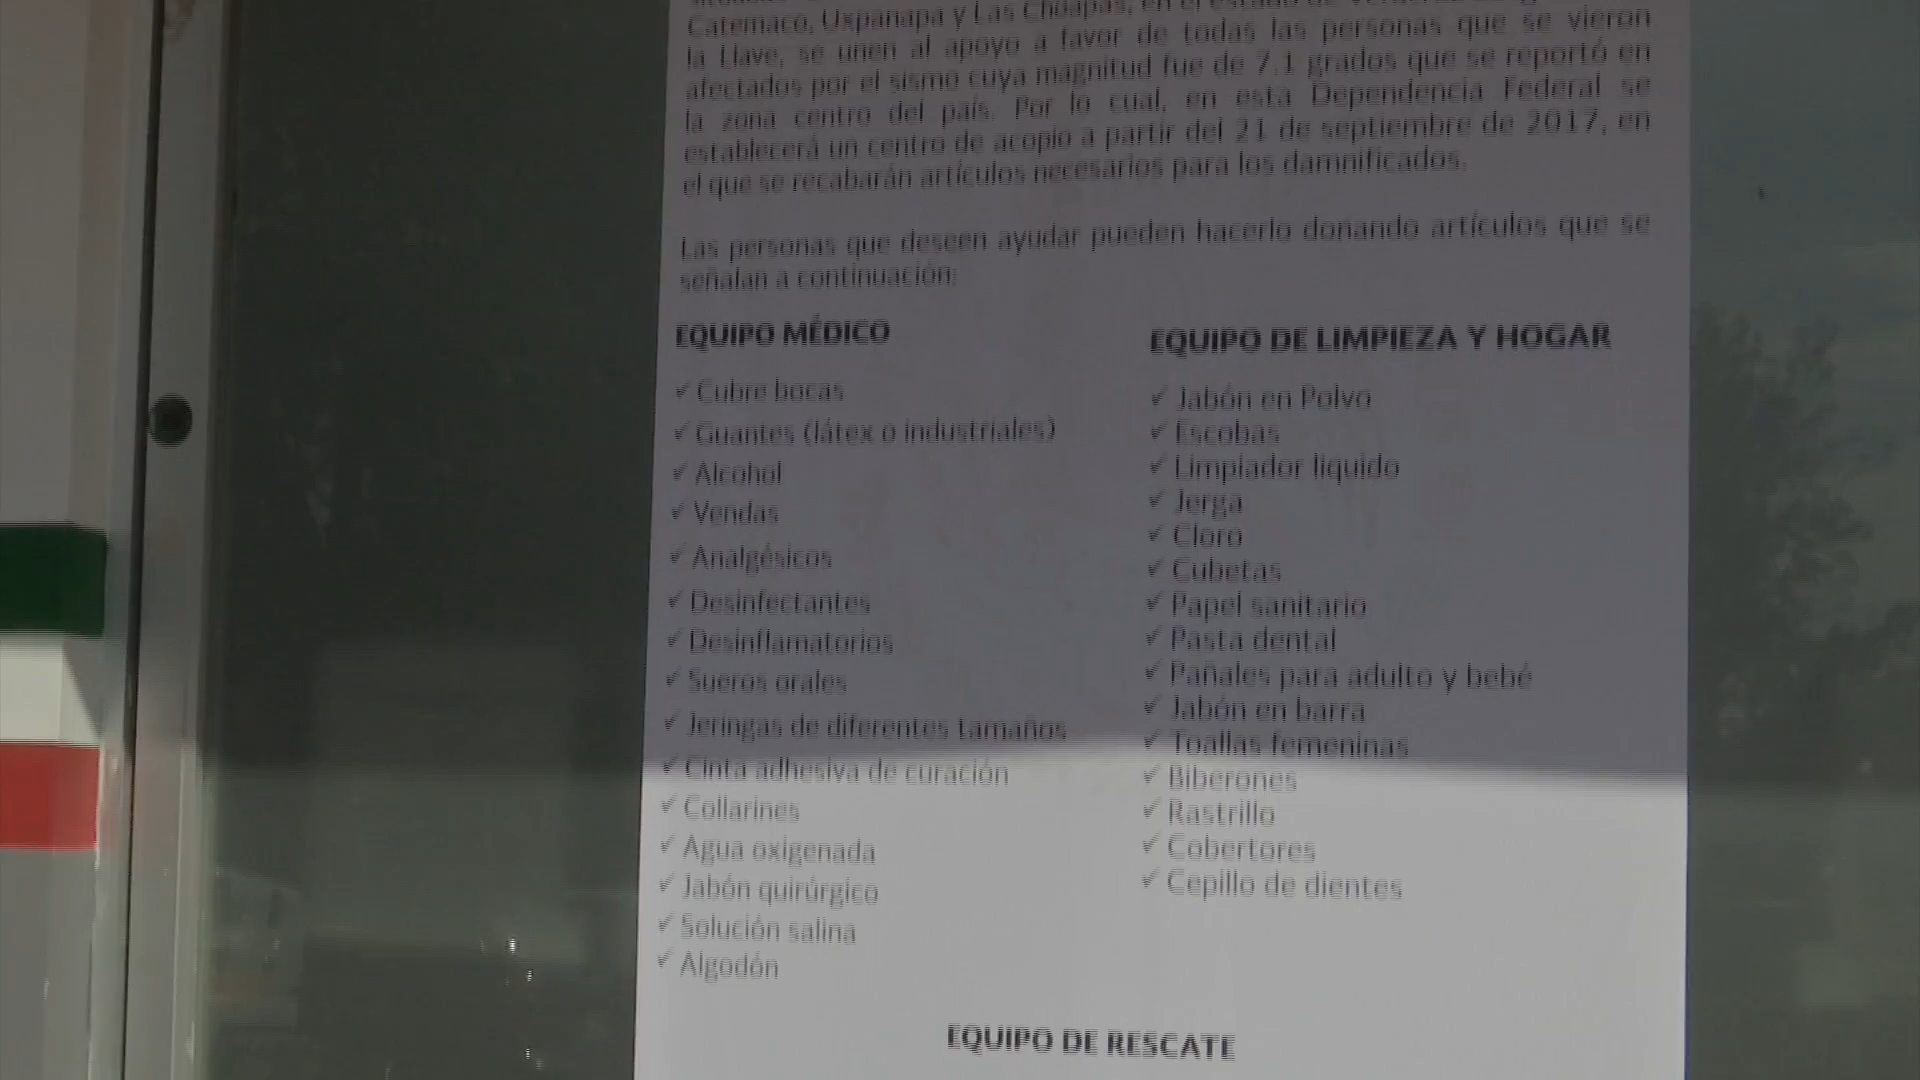 Catemaco, Uxpanapa y Las Choapas, en el estado de
la Llave, se unen al apoyo a favor de todas las personas que se vieron
afectados por el sismo cuya magnitud fue de 7.1 grados que se reportó en
la zona centro del país. Por lo cual, en esta Dependencia Federal se
establecerá un centro de acopio a partir del 21 de septiembre de 2017, en
el que se recabarán artículos necesarios para los damnificados.
Las personas que deseen ayudar pueden hacerlo donando artículos que se
señalan a continuación:
EQUIPO MÉDICO
✓ Cubre bocas
✓ Guantes (látex o industriales)
✓ Alcohol
✓ Vendas
✓ Analgésicos
✓ Desinfectantes
✓ Desinflamatorios
✓ Sueros orales
✓ Jeringas de diferentes tamaños
✓ Cinta adhesiva de curación
✓ Collarines
✓ Agua oxigenada
✓ Jabón quirúrgico
✓ Solución salina
✓ Algodón
EQUIPO DE LIMPIEZA Y HOGAR
✓ Jabón en Polvo
✓ Escobas
✓ Limpiador liquido
✓ Jerga
✓ Cloro
✓ Cubetas
✓ Papel sanitario
✓ Pasta dental
✓ Pañales para adulto y bebé
✓ Jabón en barra
✓ Toallas femeninas
✓ Biberones
✓ Rastrillo
✓ Cobertores
✓ Cepillo de dientes
EQUIPO DE RESCATE